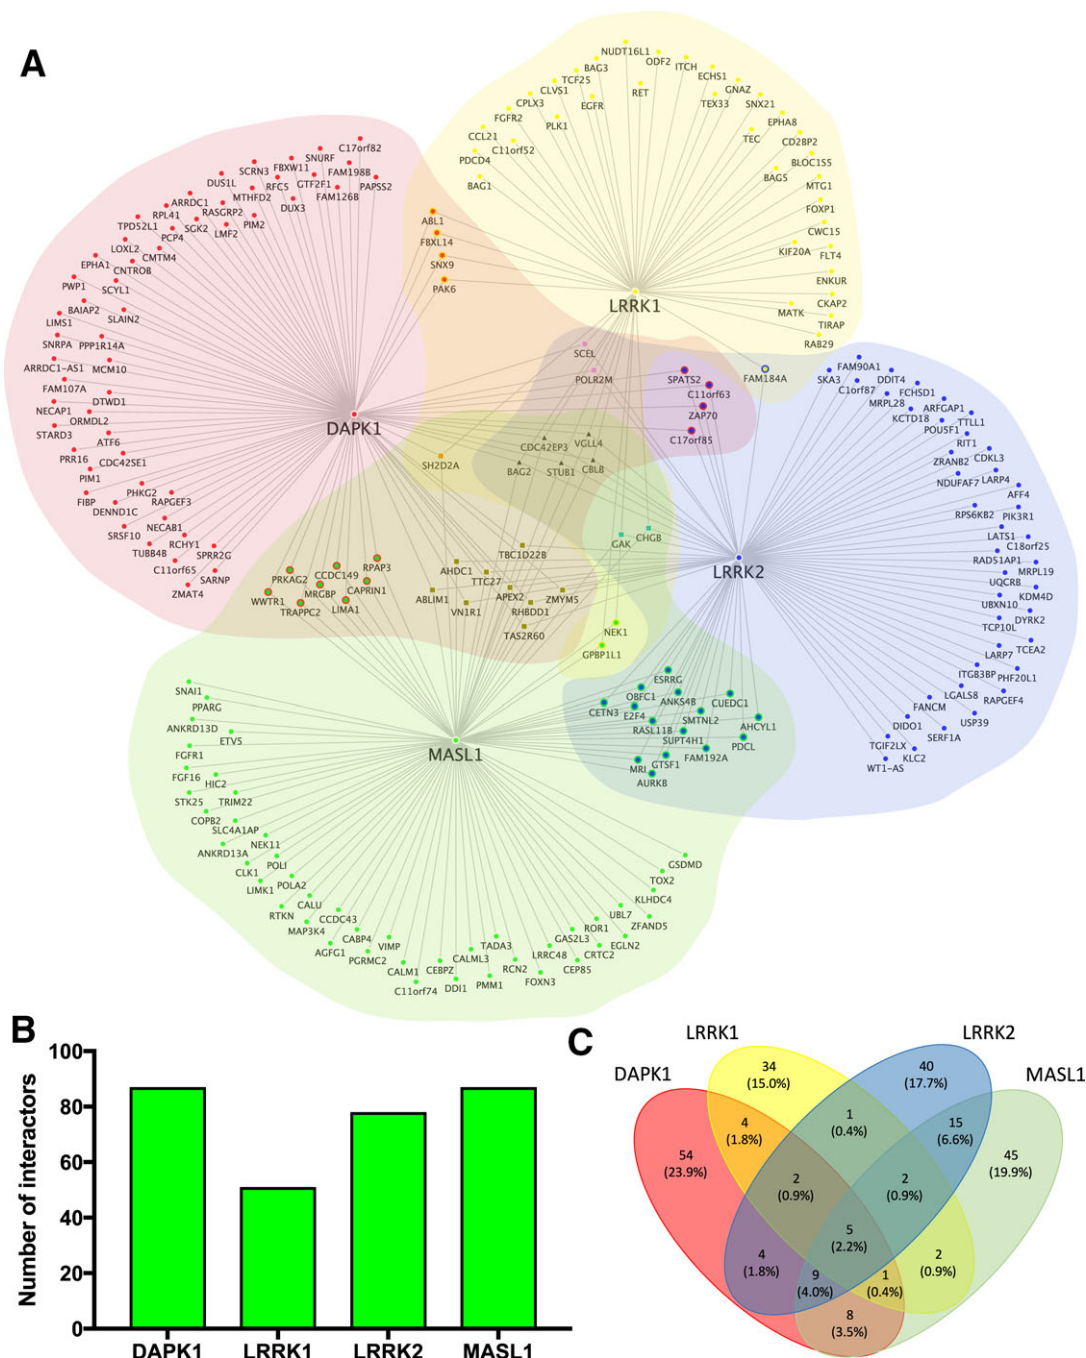 A
NUDT16L1
ODF2
ITCH
BAG3
ECHS1
TCF25
GNAZ
CLVS1
RET
TEX33
SNX21
CPLX3
EGFR
EPHA8
FGFR2
PLK1
TEC
CD2BP2
CCL21
C11orf52
BLOC1S5
PDCD4
BAG5
MTG1
BAG1
FOXP1
CWC15
KIF20A
FLT4
ENKUR
CKAP2
MATK
TIRAP
RAB29
LRRK1
C17orf82
SNURF
FBXW11
FAM198B
SCRN3
GTF2F1
PAPSS2
RFC5
DUS1L
MTHFD2
FAM126B
ARRDC1
DUX3
RASGRP2
RPL41
TPD52L1
SGK2
PIM2
PCP4
LMF2
LOXL2
CMTM4
EPHA1
CNTROB
PWP1
SCYL1
BAIAP2
LIMS1
SLAIN2
SNRPA
PPP1R14A
ARRDC1-AS1
MCM10
FAM107A
DTWD1
NECAP1
ORMDL2
STARD3
ATF6
PRR16
CDC42SE1
PIM1
PHKG2
FIBP
RAPGEF3
DENND1C
NECAB1
SRSF10
RCHY1
TUBB4B
SPRR2G
C11orf65
SARNP
ZMAT4
DAPK1
ABL1
FBXL14
SNX9
PAK6
SCEL
POLR2M
SPATS2
C11orf63
ZAP70
C17orf85
FAM184A
CDC42EP3
VGLL4
BAG2
STUB1
CBLB
SH2D2A
GAK
CHGB
TBC1D22B
AHDC1
TTC27
ABLIM1
APEX2
ZMYM5
VN1R1
RHBDD1
TAS2R60
NEK1
GPBP1L1
RPAP3
CCDC149
PRKAG2
CAPRIN1
MRGBP
WWTR1
LIMA1
TRAPPC2
FAM90A1
SKA3
DDIT4
C1orf87
FCHSD1
MRPL28
ARFGAP1
KCTD18
TTLL1
POU5F1
RIT1
CDKL3
ZRANB2
NDUFAF7
LARP4
AFF4
RPS6KB2
PIK3R1
LATS1
C18orf25
RAD51AP1
MRPL19
UQCRB
KDM4D
UBXN10
DYRK2
TCP10L
TCEA2
LARP7
ITGB3BP
PHF20L1
LGALS8
RAPGEF4
FANCM
USP39
DIDO1
SERF1A
TGIF2LX
KLC2
WT1-AS
LRRK2
ESRRG
OBFC1
ANKS4B
CUEDC1
CETN3
E2F4
SMTNL2
RASL11B
AHCYL1
SUPT4H1
PDCL
FAM192A
MRI
GTSF1
AURKB
MASL1
SNAI1
PPARG
ANKRD13D
ETV5
FGFR1
FGF16
HIC2
STK25
TRIM22
COPB2
SLC4A1AP
NEK11
ANKRD13A
POLI
CLK1
LIMK1
POLA2
CALU
RTKN
CCDC43
MAP3K4
CABP4
AGFG1
VIMP
PGRMC2
CALM1
CEBPZ
C11orf74
DDI1
CALML3
TADA3
PMM1
RCN2
FOXN3
LRRC48
CEP85
GAS2L3
CRTC2
ROR1
EGLN2
UBL7
ZFAND5
KLHDC4
TOX2
GSDMD
B
Number of interactors
100
80
60
40
20
0
DAPK1 LRRK1 LRRK2 MASL1
C
LRRK1
LRRK2
DAPK1
MASL1
34
(15.0%)
40
(17.7%)
4
(1.8%)
1
(0.4%)
15
(6.6%)
54
(23.9%)
45
(19.9%)
2
(0.9%)
2
(0.9%)
5
(2.2%)
4
(1.8%)
9
(4.0%)
1
(0.4%)
2
(0.9%)
8
(3.5%)